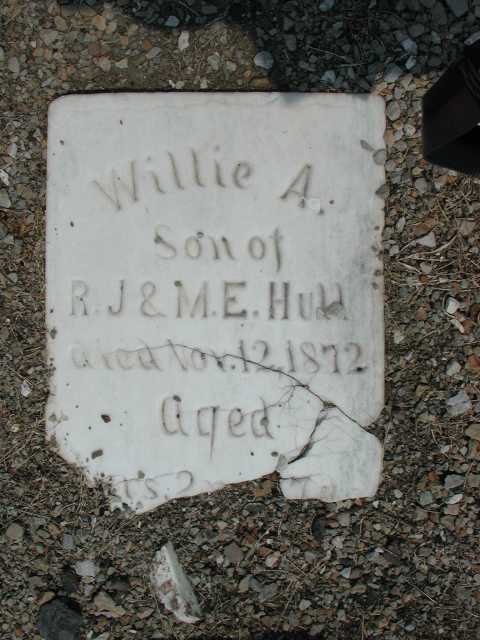 Willie A.
Son of
R. J & M. E. Hull
died Nov. 12, 1872
Aged